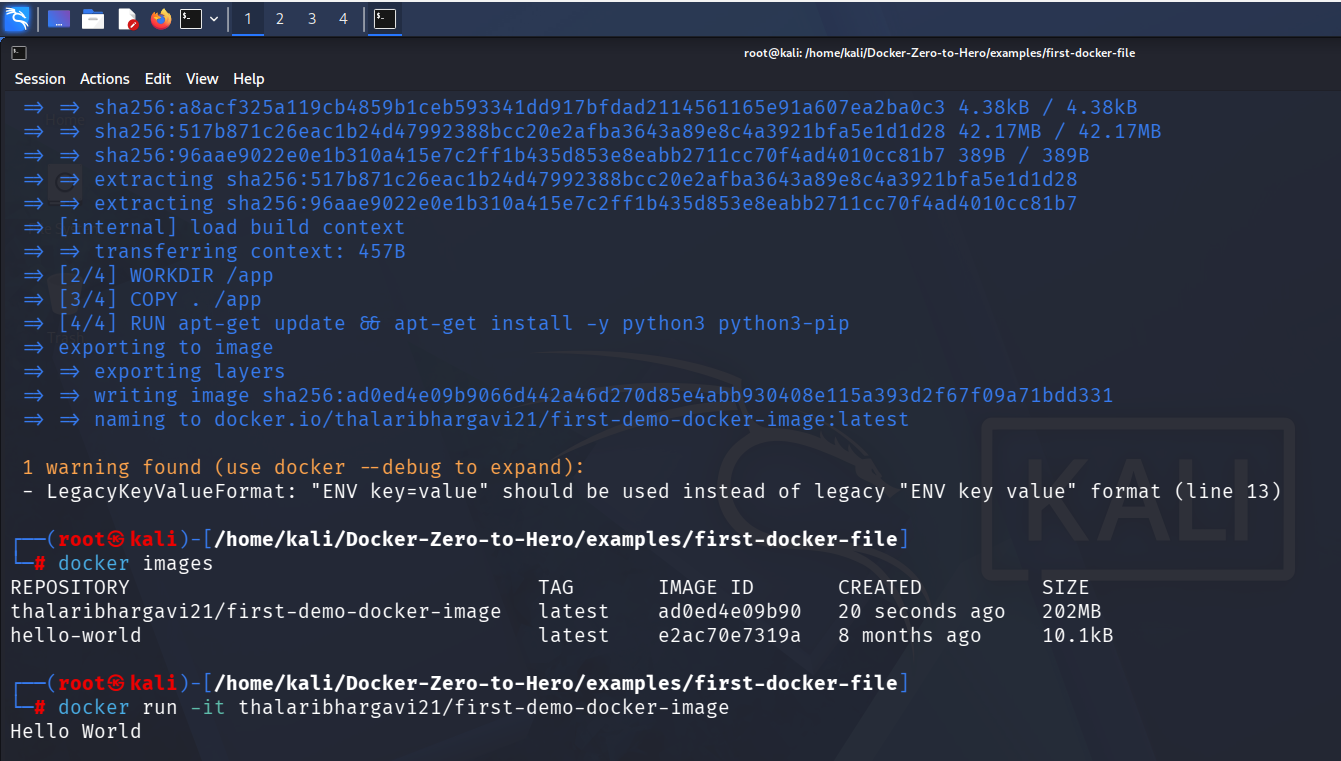 1 2 3 4
root@kali: /home/kali/Docker-Zero-to-Hero/examples/first-docker-file
Session Actions Edit View Help
=> => sha256:a8acf325a119cb4859b1ceb593341dd917bfdad2114561165e91a607ea2ba0c3 4.38kB / 4.38kB
=> => sha256:517b871c26eac1b24d47992388bcc20e2afba3643a89e8c4a3921bfa5e1d1d28 42.17MB / 42.17MB
=> => sha256:96aae9022e0e1b310a415e7c2ff1b435d853e8eabb2711cc70f4ad4010cc81b7 389B / 389B
=> => extracting sha256:517b871c26eac1b24d47992388bcc20e2afba3643a89e8c4a3921bfa5e1d1d28
=> => extracting sha256:96aae9022e0e1b310a415e7c2ff1b435d853e8eabb2711cc70f4ad4010cc81b7
=> [internal] load build context
=> => transferring context: 457B
=> [2/4] WORKDIR /app
=> [3/4] COPY . /app
=> [4/4] RUN apt-get update && apt-get install -y python3 python3-pip
=> exporting to image
=> => exporting layers
=> => writing image sha256:ad0ed4e09b9066d442a46d270d85e4abb930408e115a393d2f67f09a71bdd331
=> => naming to docker.io/thalaribhargavi21/first-demo-docker-image:latest
1 warning found (use docker --debug to expand):
- LegacyKeyValueFormat: "ENV key=value" should be used instead of legacy "ENV key value" format (line 13)
KALI
┌──(root㉿kali)-[/home/kali/Docker-Zero-to-Hero/examples/first-docker-file]
└─# docker images
REPOSITORY TAG IMAGE ID CREATED SIZE
thalaribhargavi21/first-demo-docker-image latest ad0ed4e09b90 20 seconds ago 202MB
hello-world latest e2ac70e7319a 8 months ago 10.1kB
┌──(root㉿kali)-[/home/kali/Docker-Zero-to-Hero/examples/first-docker-file]
└─# docker run -it thalaribhargavi21/first-demo-docker-image
Hello World